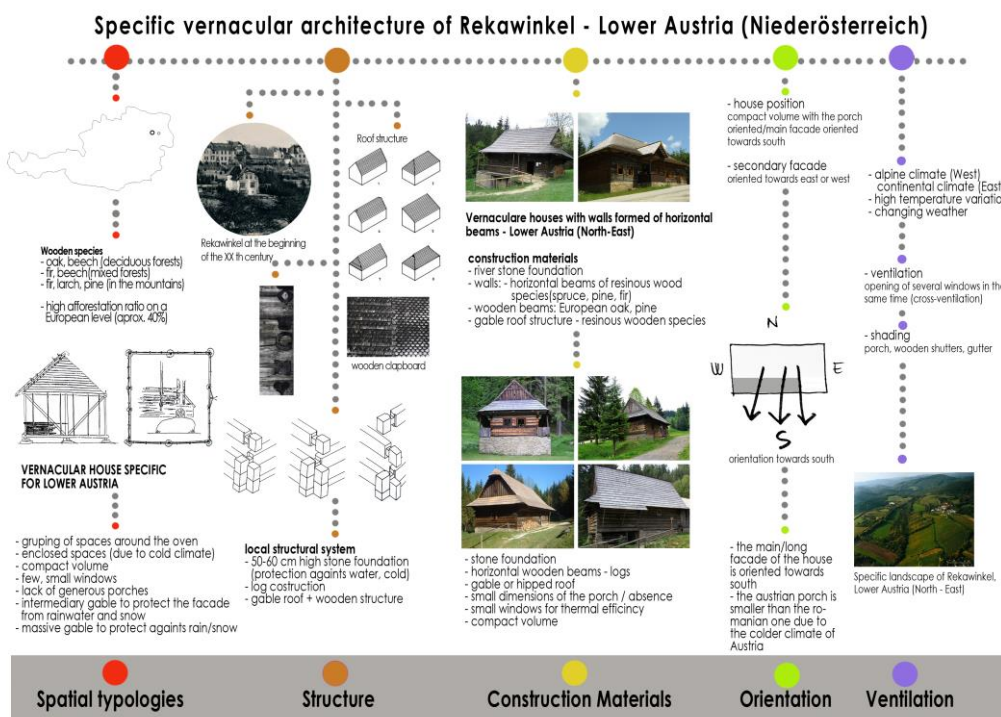 Specific vernacular architecture of Rekawinkel - Lower Austria (Niederösterreich)
Wooden species
- oak, beech (deciduous forests)
- fir, beech(mixed forests)
- fir, larch, pine (in the mountains)
- high afforestation ratio on a
European level (aprox. 40%)
VERNACULAR HOUSE SPECIFIC
FOR LOWER AUSTRIA
- gruping of spaces around the oven
- enclosed spaces (due to cold climate)
- compact volume
- few, small windows
- lack of generous porches
- intermediary gable to protect the facade
from rainwater and snow
- massive gable to protect againts rain/snow
Rekawinkel at the beginning
of the XX th century
Roof structure
wooden clapboard
local structural system
- 50-60 cm high stone foundation
(protection againts water, cold)
- log costruction
- gable roof + wooden structure
Vernaculare houses with walls formed of horizontal
beams - Lower Austria (North-East)
construction materials
- river stone foundation
- walls: - horizontal beams of resinous wood
species(spruce, pine, fir)
- wooden beams: European oak, pine
- gable roof structure - resinous wooden species
- stone foundation
- horizontal wooden beams - logs
- gable or hipped roof
- small dimensions of the porch / absence
- small windows for thermal efficincy
- compact volume
- house position
compact volume with the porch
oriented/main facade oriented
towards south
- secondary facade
oriented towards east or west
N
W E
S
orientation towards south
- the main/long
facade of the house
is oriented towards
south
- the austrian porch is
smaller than the ro-
manian one due to
the colder climate of
Austria
- alpine climate (West)
continental climate (East
- high temperature variation
- changing weather
- ventilation
opening of several windows in the
same time (cross-ventilation)
- shading
porch, wooden shutters, gutter
Specific landscape of Rekawinkel,
Lower Austria (North - East)
Spatial typologies
Structure
Construction Materials
Orientation
Ventilation